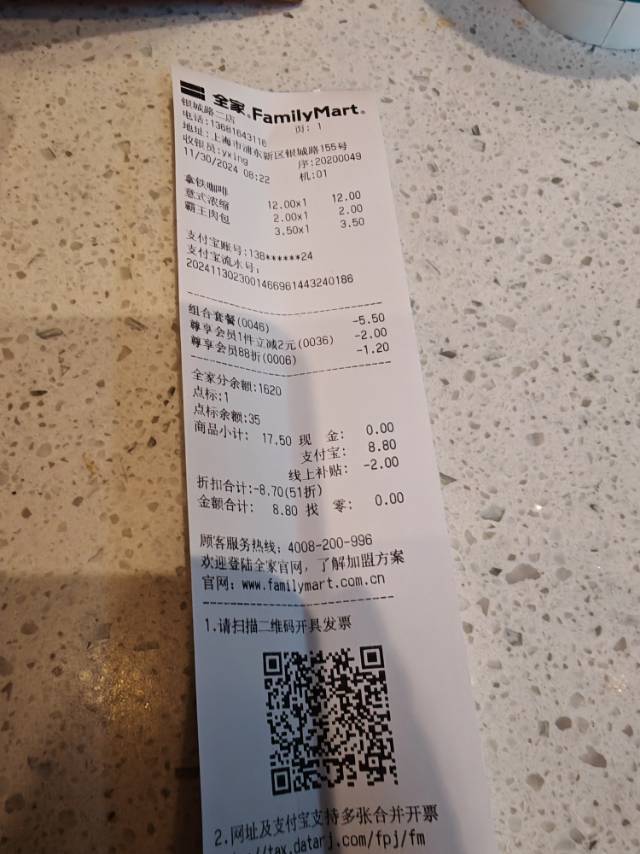 全家 FamilyMart
页: 1
银城路二店
电话:13681643116
地址:上海市浦东新区银城路155号
收银员:yxing 序:20200049
11/30/2024 08:22 机:01
拿铁咖啡 12.00x1 12.00
意式浓缩 2.00x1 2.00
霸王肉包 3.50x1 3.50
支付宝账号:138******24
支付宝流水号:
2024113023001466961443240186
组合套餐(0046) -5.50
尊享会员1件立减2元(0036) -2.00
尊享会员88折(0006) -1.20
全家分余额:1620
点标:1
点标余额:35
商品小计: 17.50 现 金: 0.00
支付宝: 8.80
线上补贴: -2.00
折扣合计:-8.70(51折)
金额合计: 8.80 找 零: 0.00
顾客服务热线: 4008-200-996
欢迎登陆全家官网，了解加盟方案
官网: www.familymart.com.cn
1.请扫描二维码开具发票
2.网址及支付宝支持多张合并开票
//tax.datarj.com/fpj/fm